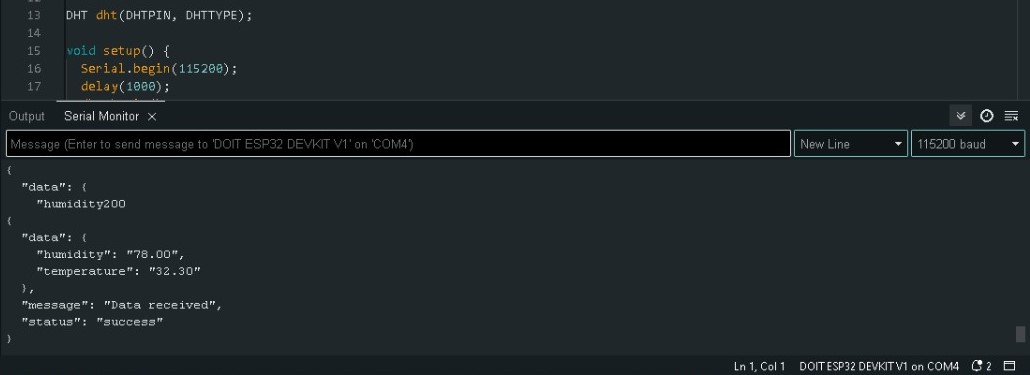 13 DHT dht(DHTPIN, DHTTYPE);
14
15 void setup() {
16 Serial.begin(115200);
17 delay(1000);
Output Serial Monitor ×
Message (Enter to send message to 'DOIT ESP32 DEVKIT V1' on 'COM4') New Line 115200 baud
{
"data": {
"humidity200
{
"data": {
"humidity": "78.00",
"temperature": "32.30"
},
"message": "Data received",
"status": "success"
}
Ln 1, Col 1 DOIT ESP32 DEVKIT V1 on COM4 2